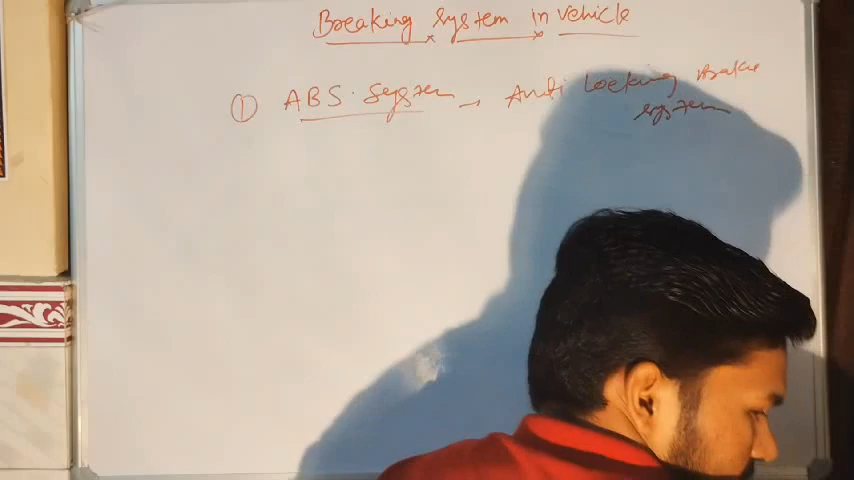 Breaking System in vehicle
① ABS. System → Anti Locking Brake
system